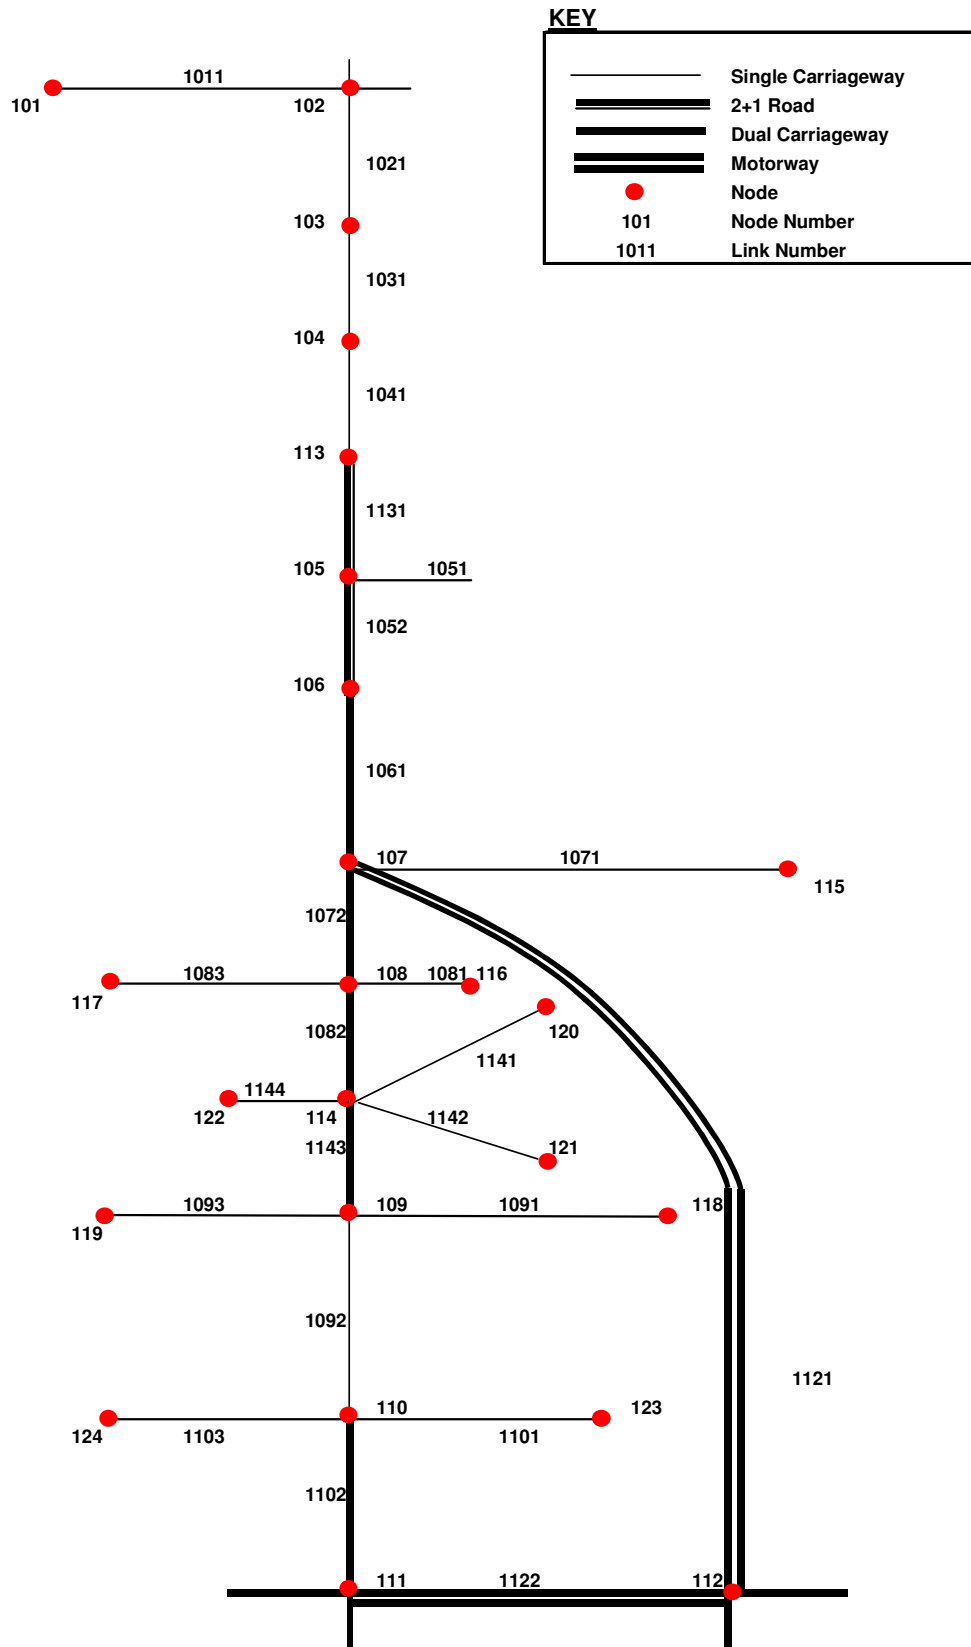 KEY
Single Carriageway
2+1 Road
Dual Carriageway
Motorway
Node
101 Node Number
1011 Link Number
1011
101 102
1021
103
1031
104
1041
113
1131
105 1051
1052
106
1061
107 1071
115
1072
1083 108 1081 116
117
1082 120
1141
1144
122 114 1142
1143 121
1093 109 1091 118
119
1092
1121
110 123
124 1103 1101
1102
111 1122 112